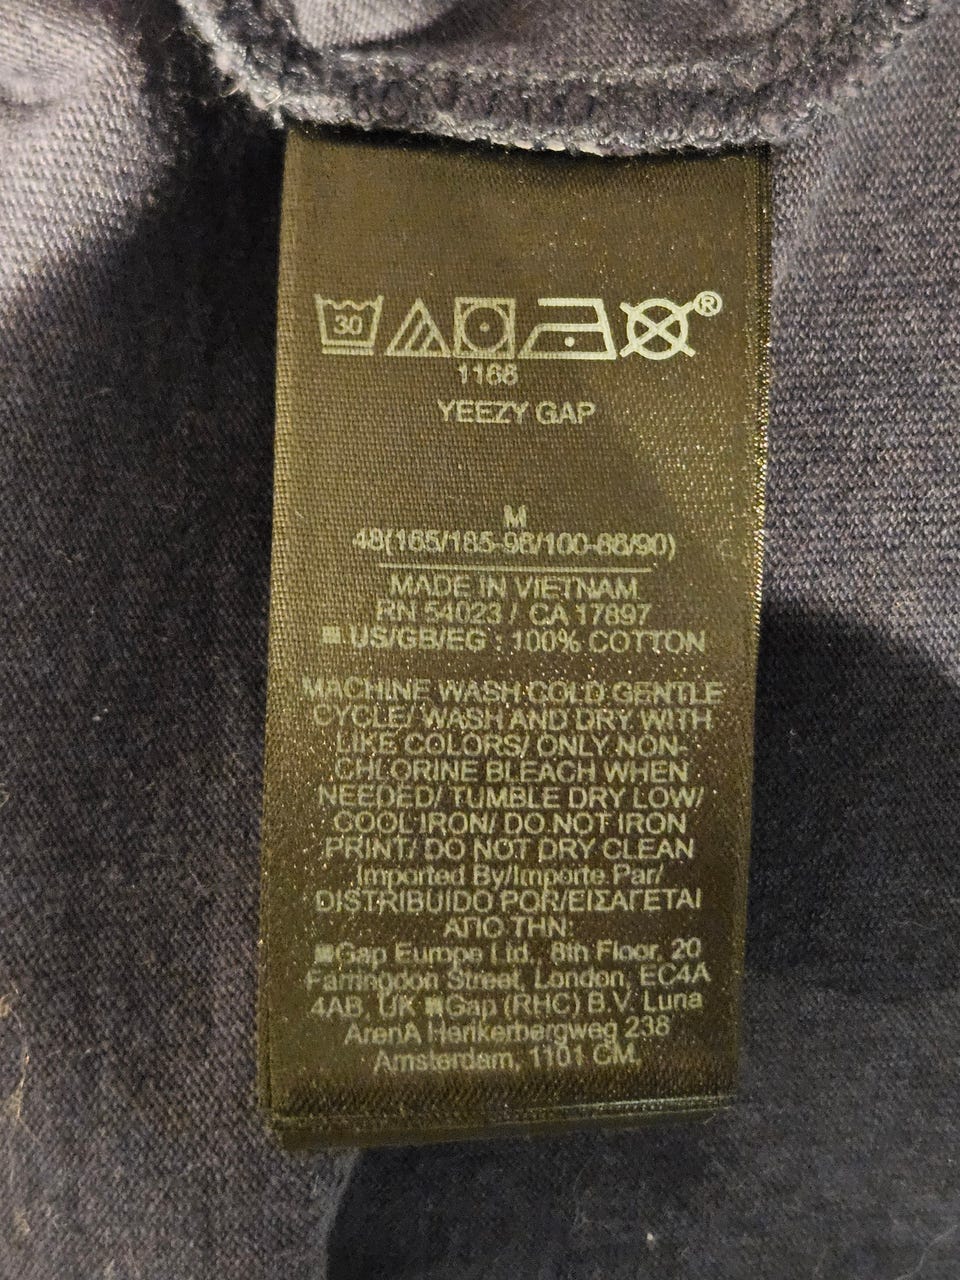 30
®
1166
YEEZY GAP
M
48(165/185-96/100-86/90)
MADE IN VIETNAM
RN 54023 / CA 17897
US/GB/EG : 100% COTTON
MACHINE WASH COLD GENTLE
CYCLE/ WASH AND DRY WITH
LIKE COLORS/ ONLY NON-
CHLORINE BLEACH WHEN
NEEDED/ TUMBLE DRY LOW/
COOL IRON/ DO NOT IRON
PRINT/ DO NOT DRY CLEAN
Imported By/Importe Par/
DISTRIBUIDO POR/ΕΙΣΑΓΕΤΑΙ
ΑΠΟ ΤΗΝ:
Gap Europe Ltd., 8th Floor, 20
Farringdon Street, London, EC4A
4AB, UK Gap (RHC) B.V. Luna
ArenA Herikerbergweg 238
Amsterdam, 1101 CM.